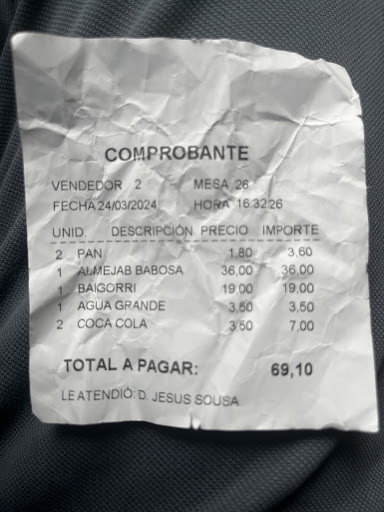 COMPROBANTE
VENDEDOR 2 MESA 26
FECHA 24/03/2024 HORA 16:32:26
UNID. DESCRIPCIÓN PRECIO IMPORTE
2 PAN 1,80 3,60
1 ALMEJAB BABOSA 36,00 36,00
1 BAIGORRI 19,00 19,00
1 AGUA GRANDE 3,50 3,50
2 COCA COLA 3,50 7,00
TOTAL A PAGAR: 69,10
LE ATENDIÓ: D. JESUS SOUSA